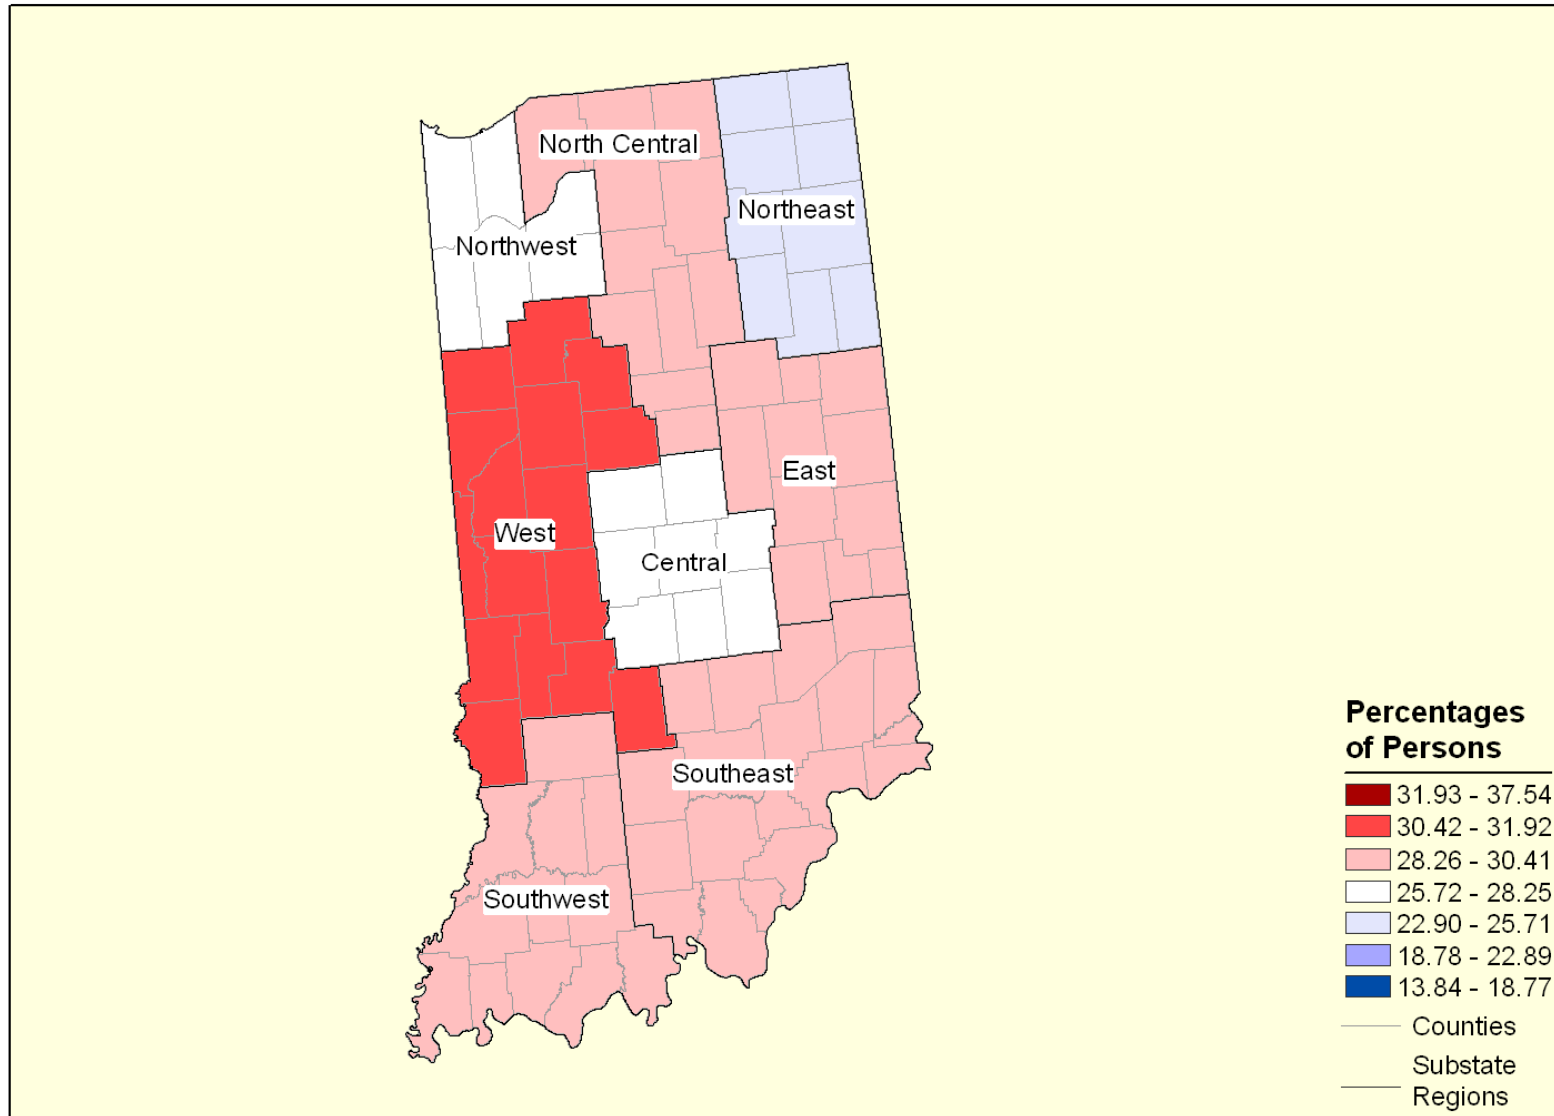 North Central
Northeast
Northwest
East
West
Central
Southeast
Southwest
Percentages
of Persons
31.93 - 37.54
30.42 - 31.92
28.26 - 30.41
25.72 - 28.25
22.90 - 25.71
18.78 - 22.89
13.84 - 18.77
Counties
Substate
Regions